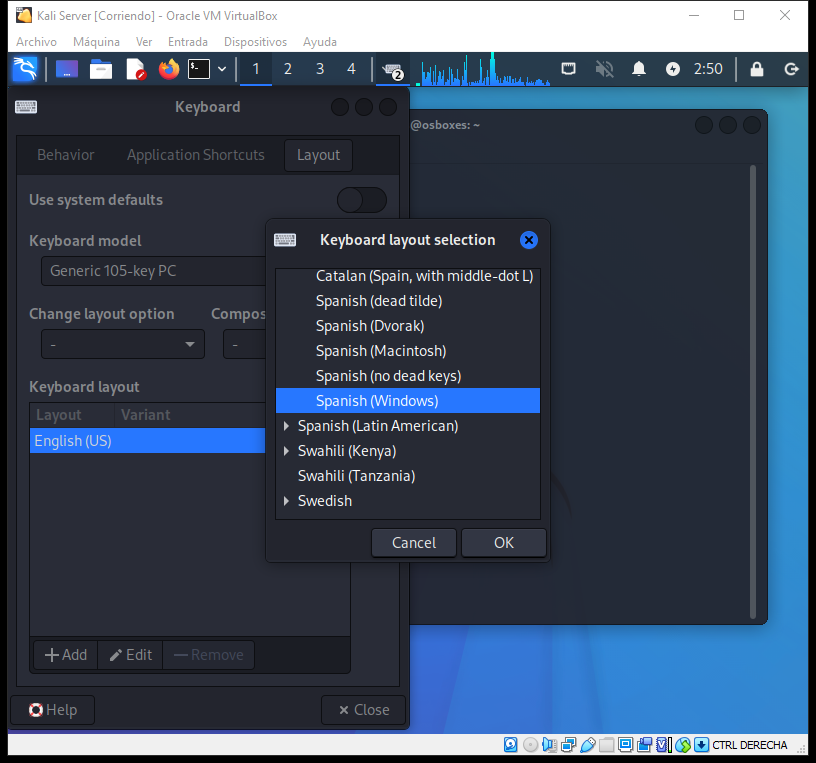 Kali Server [Corriendo] - Oracle VM VirtualBox
Archivo Máquina Ver Entrada Dispositivos Ayuda
1 2 3 4 2 2:50
Keyboard
@osboxes: ~
Behavior Application Shortcuts Layout
Use system defaults
Keyboard model
Generic 105-key PC
Change layout option Compos
- -
Keyboard layout
Layout Variant
English (US)
Keyboard layout selection
Catalan (Spain, with middle-dot L)
Spanish (dead tilde)
Spanish (Dvorak)
Spanish (Macintosh)
Spanish (no dead keys)
Spanish (Windows)
Spanish (Latin American)
Swahili (Kenya)
Swahili (Tanzania)
Swedish
Cancel OK
Add Edit Remove
Help Close
CTRL DERECHA